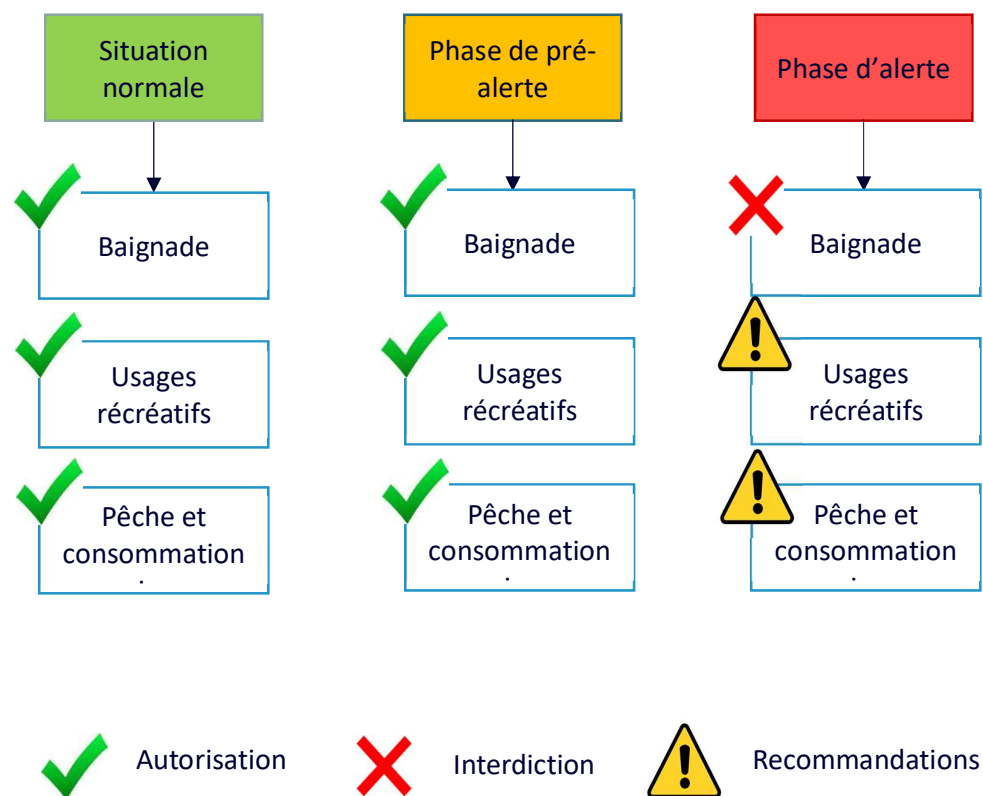 Situation
normale
Phase de pré-
alerte
Phase d’alerte
Baignade
Baignade
Baignade
Usages
récréatifs
Usages
récréatifs
Usages
récréatifs
Pêche et
consommation
Pêche et
consommation
Pêche et
consommation
Autorisation
Interdiction
Recommandations